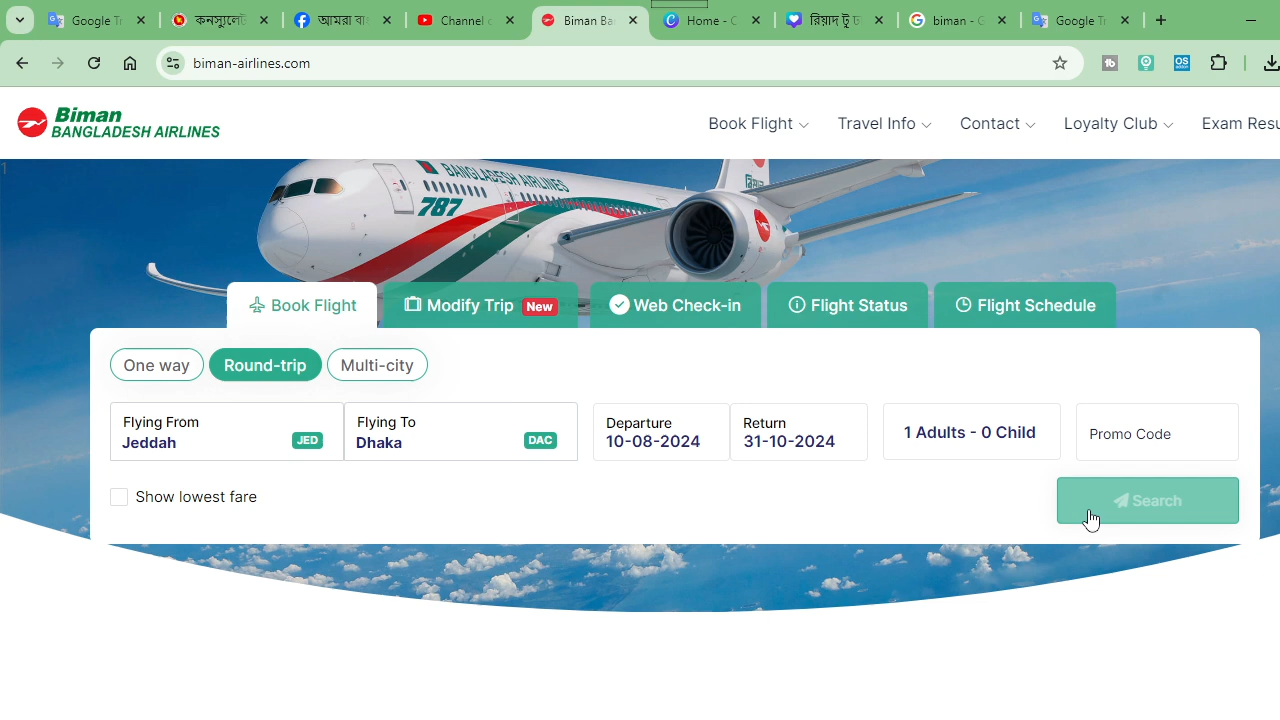 Google Tr
কনস্যুলেট
আমরা বাং
Channel c
Biman Ba
Home - C
রিয়াদ টু ঢ
biman - G
Google Tr
biman-airlines.com
Biman
BANGLADESH AIRLINES
Book Flight
Travel Info
Contact
Loyalty Club
Exam Resu
1
BANGLADESH AIRLINES
787
Book Flight
Modify Trip New
Web Check-in
Flight Status
Flight Schedule
One way
Round-trip
Multi-city
Flying From
Jeddah JED
Flying To
Dhaka DAC
Departure
10-08-2024
Return
31-10-2024
1 Adults - 0 Child
Promo Code
Show lowest fare
Search